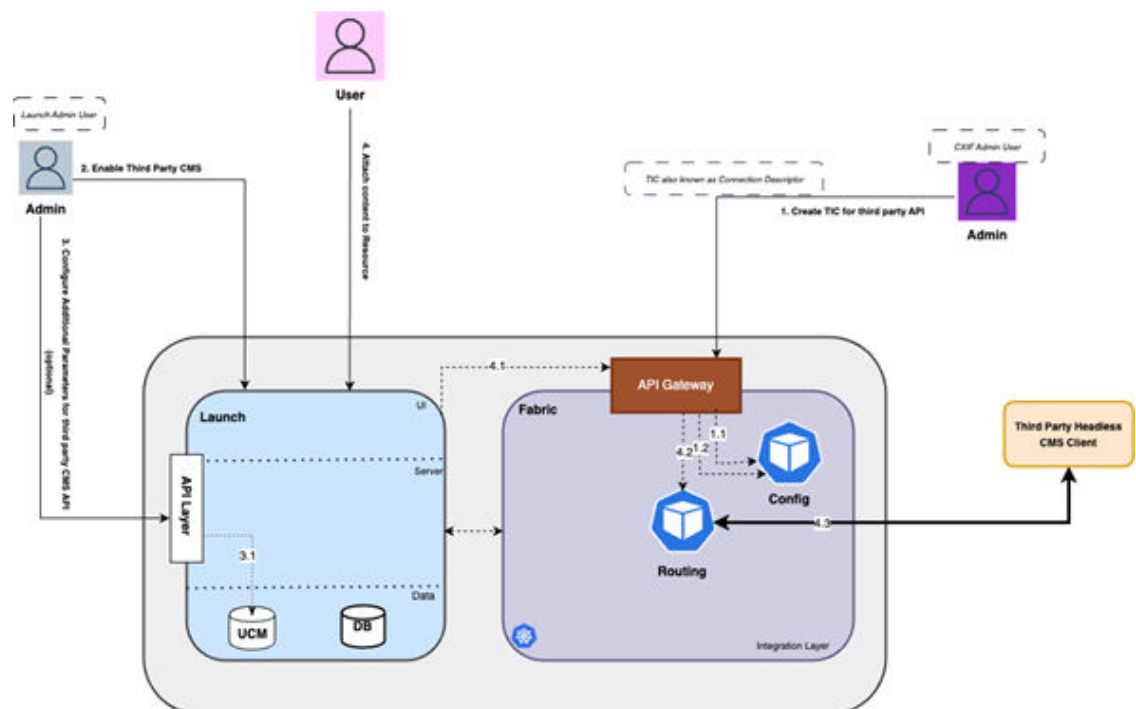 User
Launch Admin User
2. Enable Third Party CMS
Admin
3. Configure Additional Parameters for third party CMS API
(optional)
4. Attach content to Resource
CXIF Admin User
TIC also known as Connection Descriptor
1. Create TIC for third party API
Admin
4.1
API Gateway
UI
Launch
Fabric
1.1
1.2
4.2
Third Party Headless
CMS Client
Server
API Layer
Config
4.3
3.1
Routing
Data
UCM
DB
Integration Layer